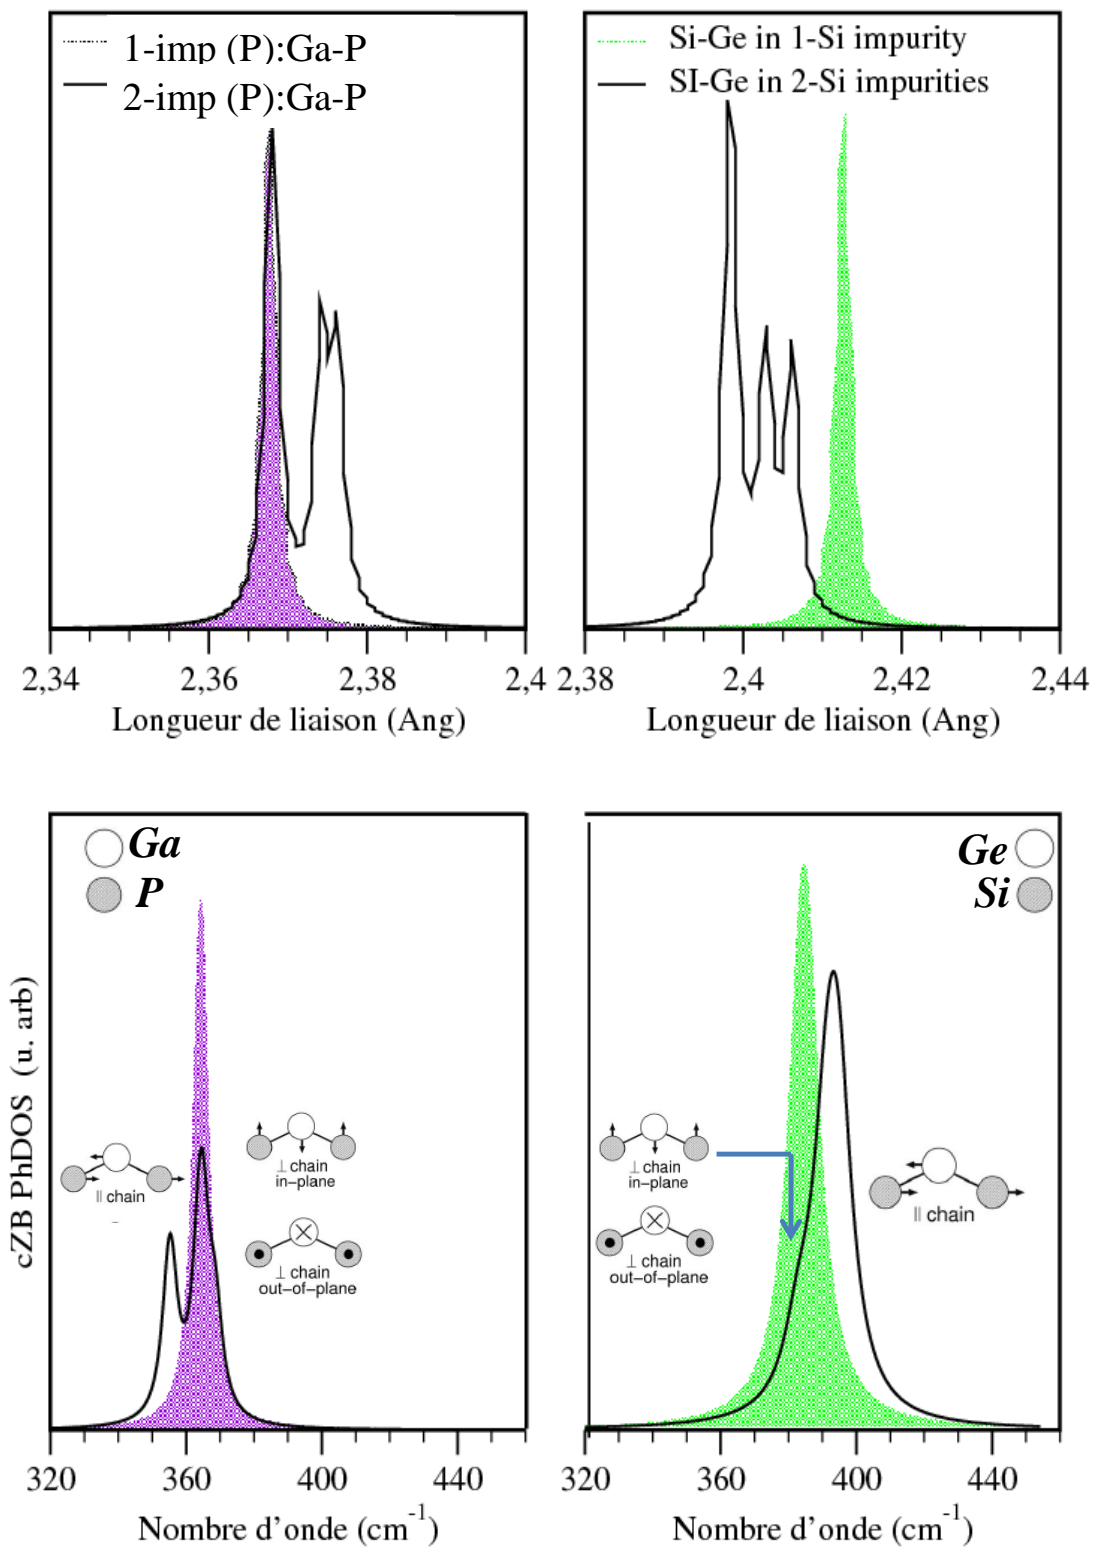 1-imp (P):Ga-P
2-imp (P):Ga-P
Si-Ge in 1-Si impurity
SI-Ge in 2-Si impurities
2,34
2,36
2,38
2,4
2,38
2,4
2,42
2,44
Longueur de liaison (Ang)
Longueur de liaison (Ang)
cZB PhDOS (u. arb)
Ga
P
|| chain
⊥ chain
in−plane
⊥ chain
out−of−plane
Ge
Si
⊥ chain
in−plane
⊥ chain
out−of−plane
|| chain
320
360
400
440
320
360
400
440
Nombre d'onde (cm⁻¹)
Nombre d'onde (cm⁻¹)